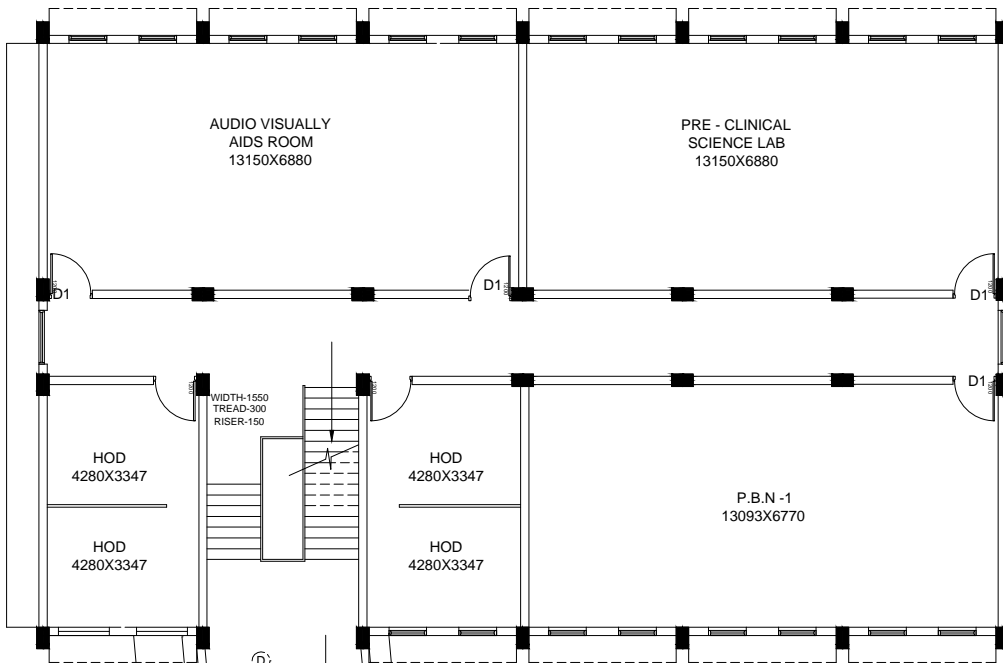 AUDIO VISUALLY
AIDS ROOM
13150X6880
PRE - CLINICAL
SCIENCE LAB
13150X6880
D1
D1
D1
D1
WIDTH-1550
TREAD-300
RISER-150
HOD
4280X3347
HOD
4280X3347
P.B.N -1
13093X6770
HOD
4280X3347
HOD
4280X3347